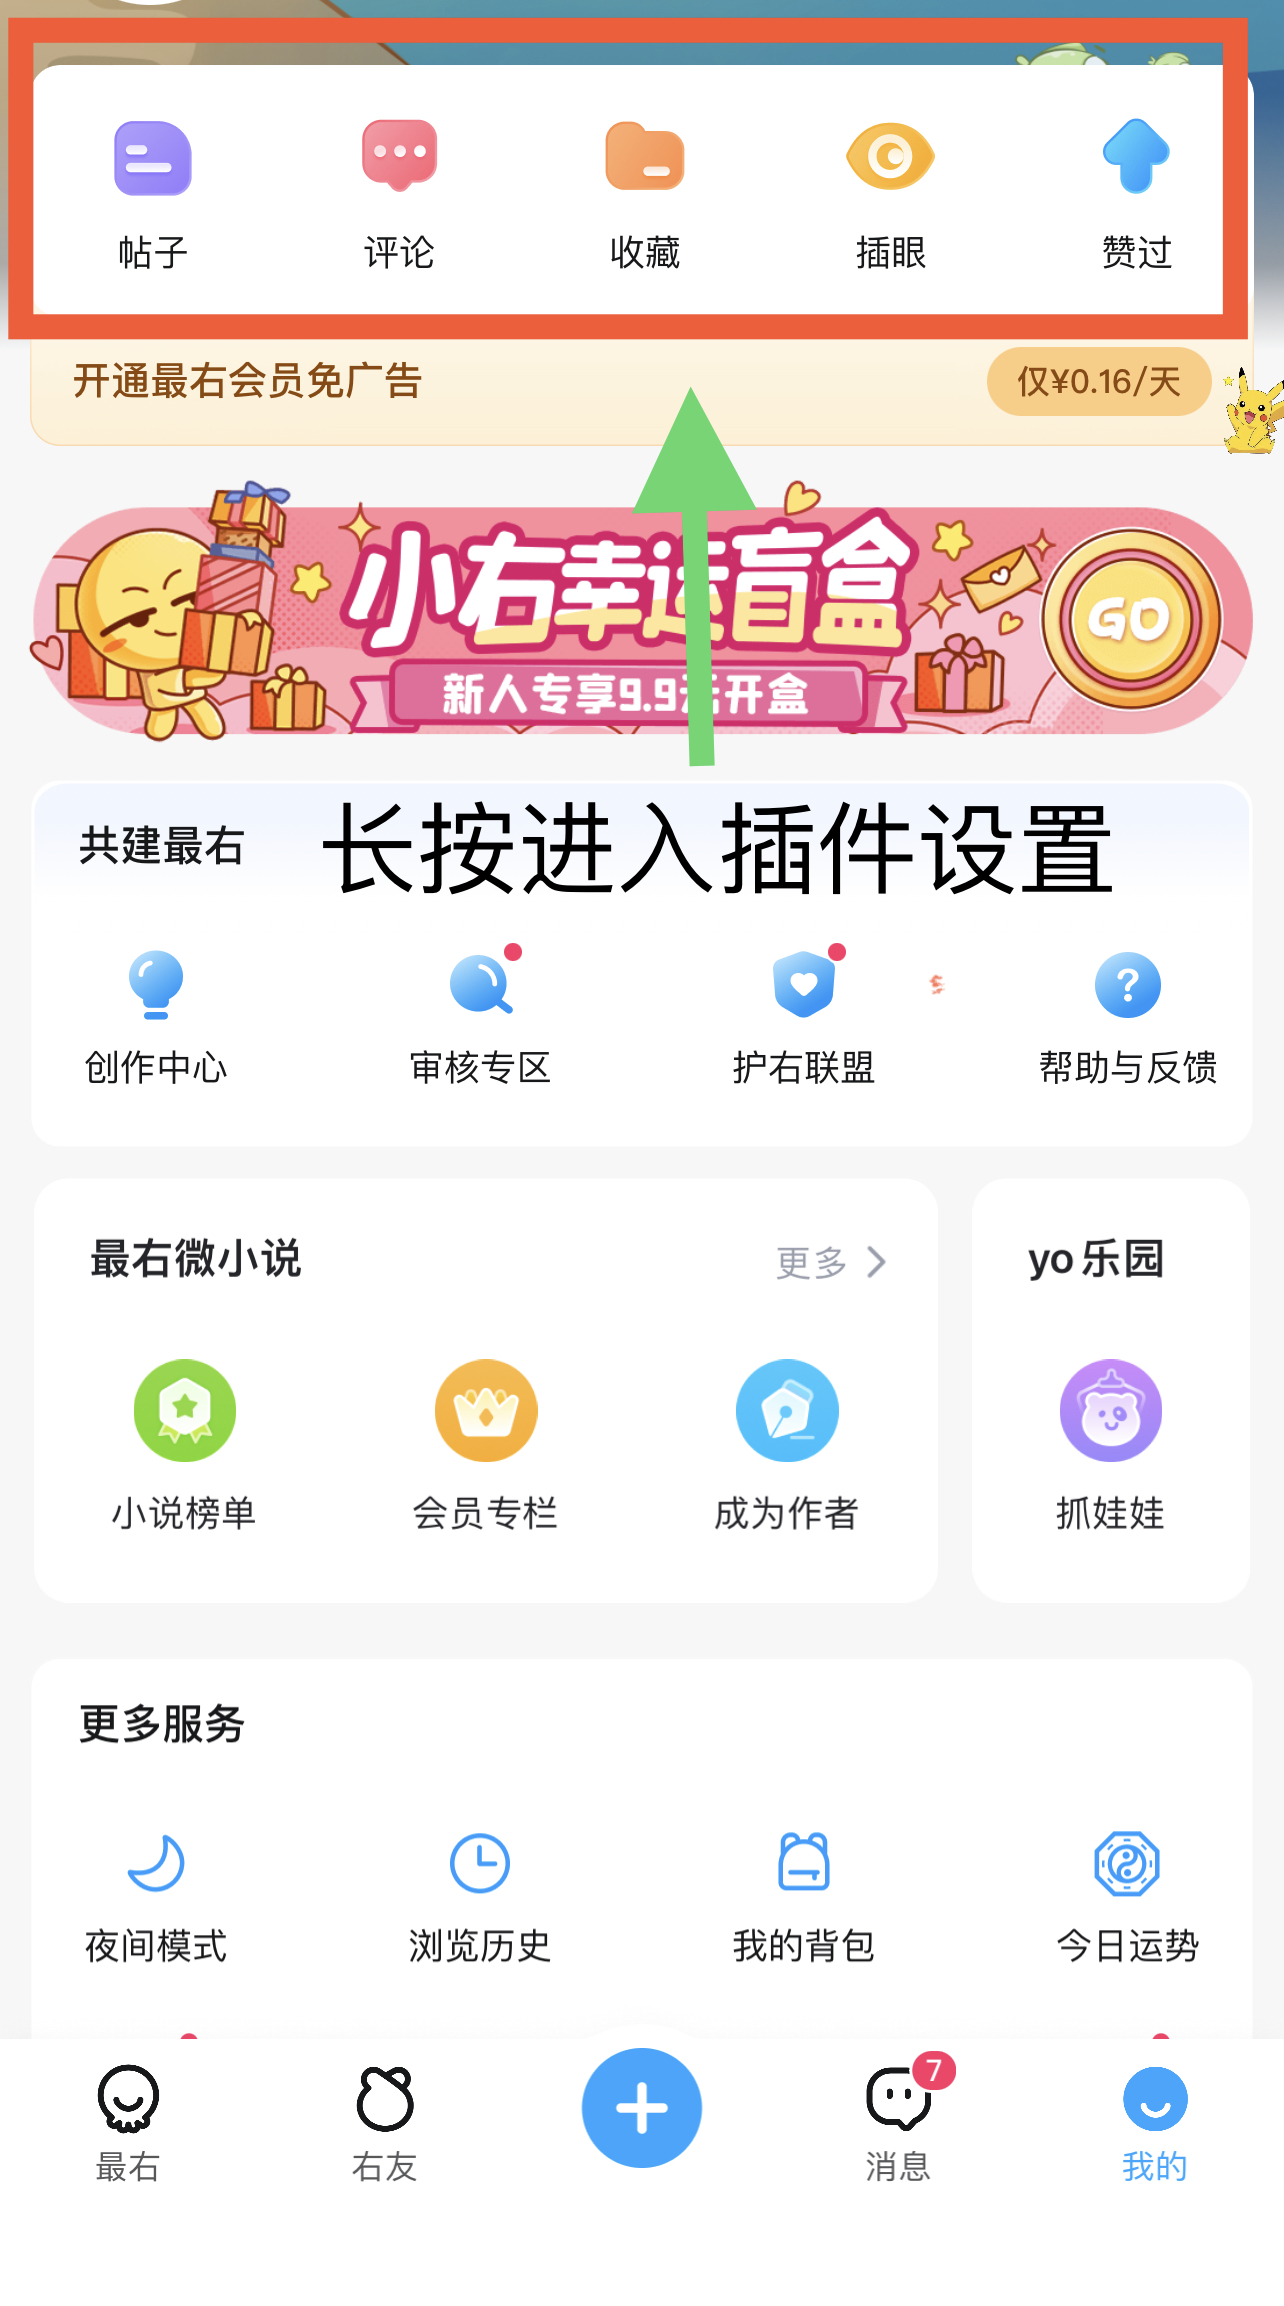 帖子 评论 收藏 插眼 赞过
开通最右会员免广告 仅¥0.16/天
小右幸运盲盒
新人专享9.9元开盒
GO
共建最右
长按进入插件设置
创作中心 审核专区 护右联盟 帮助与反馈
最右微小说 更多
yo乐园
小说榜单 会员专栏 成为作者 抓娃娃
更多服务
夜间模式 浏览历史 我的背包 今日运势
7
最右 右友 消息 我的